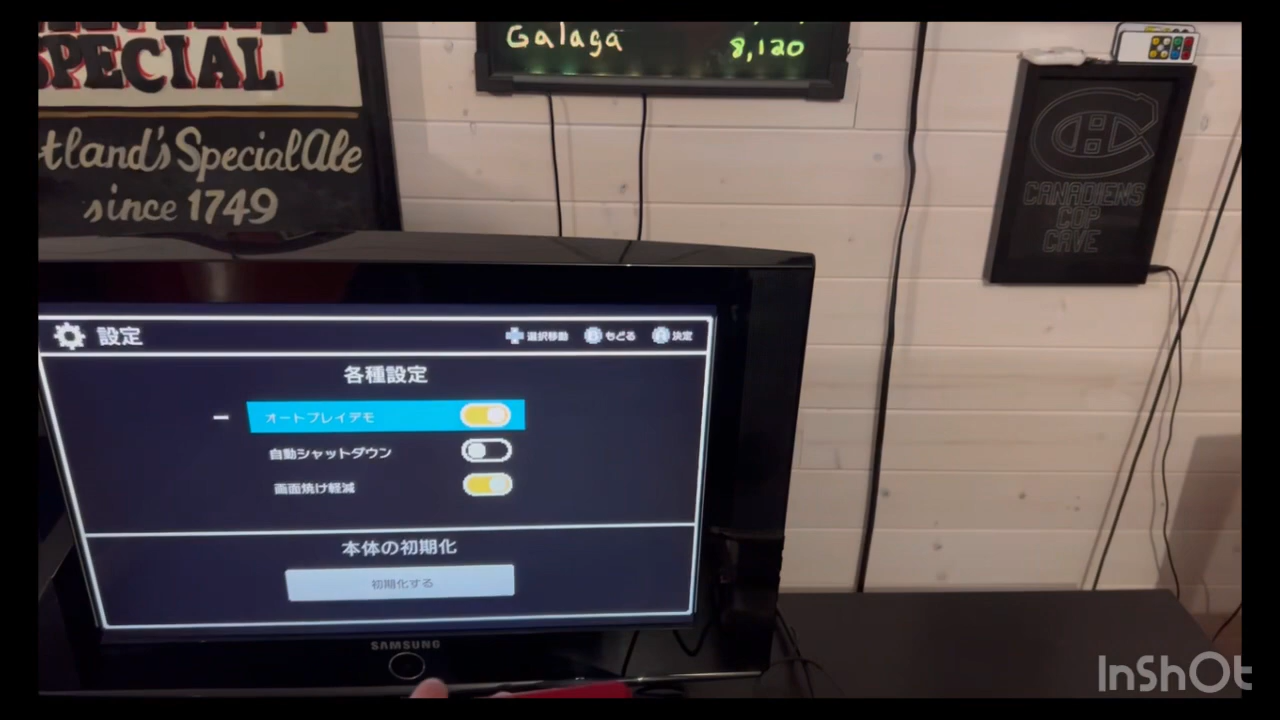 SPECIAL
tland's Special Ale
since 1749
Galaga 8,120
CANADIENS
COP
CAVE
設定
選択移動 もどる 決定
各種設定
オートプレイデモ
自動シャットダウン
画面焼け軽減
本体の初期化
初期化する
SAMSUNG
InShOt